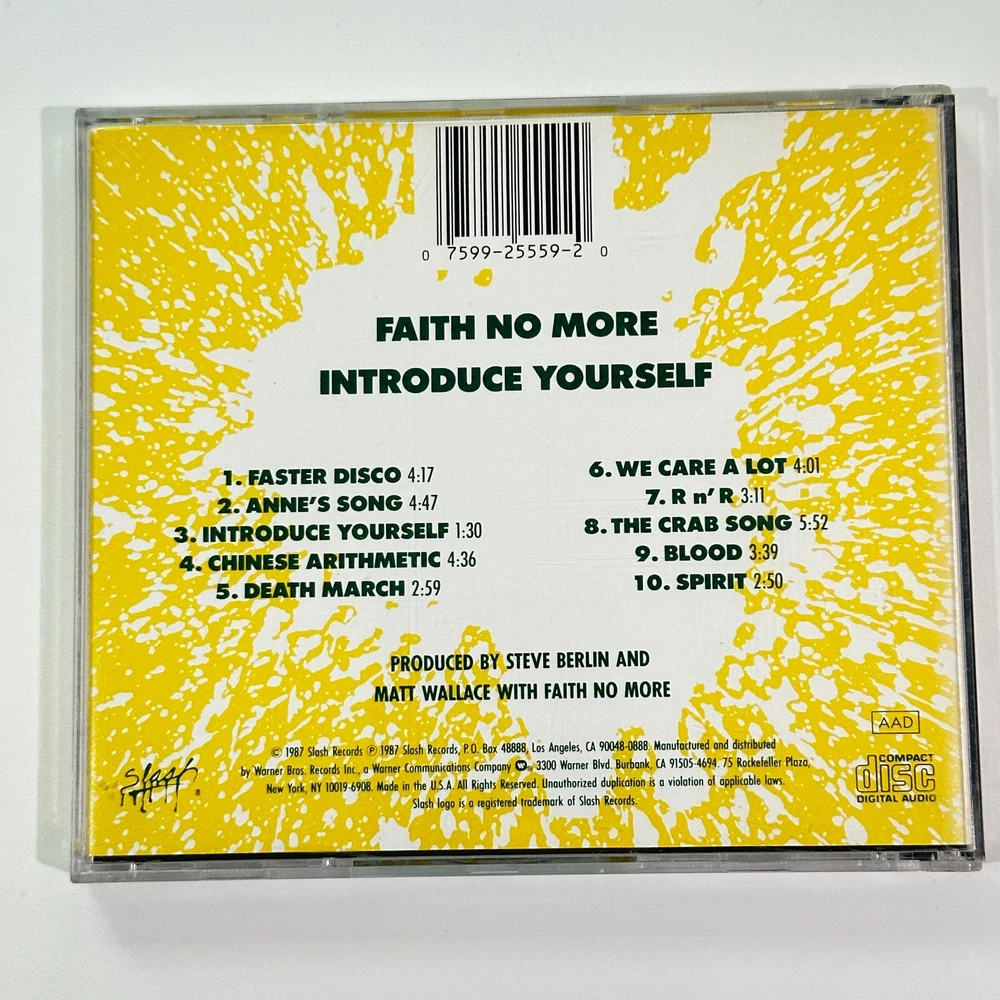 0 7599-25559-2 0
FAITH NO MORE
INTRODUCE YOURSELF
1. FASTER DISCO 4:17
2. ANNE'S SONG 4:47
3. INTRODUCE YOURSELF 1:30
4. CHINESE ARITHMETIC 4:36
5. DEATH MARCH 2:59
6. WE CARE A LOT 4:01
7. R n' R 3:11
8. THE CRAB SONG 5:52
9. BLOOD 3:39
10. SPIRIT 2:50
PRODUCED BY STEVE BERLIN AND
MATT WALLACE WITH FAITH NO MORE
AAD
© 1987 Slash Records ℗ 1987 Slash Records, P.O. Box 48888, Los Angeles, CA 90048-0888. Manufactured and distributed
by Warner Bros. Records Inc., a Warner Communications Company W, 3300 Warner Blvd. Burbank, CA 91505-4694. 75 Rockefeller Plaza,
New York, NY 10019-6908. Made in the U.S.A. All Rights Reserved. Unauthorized duplication is a violation of applicable laws.
Slash logo is a registered trademark of Slash Records.
slash ®
COMPACT
disc
DIGITAL AUDIO